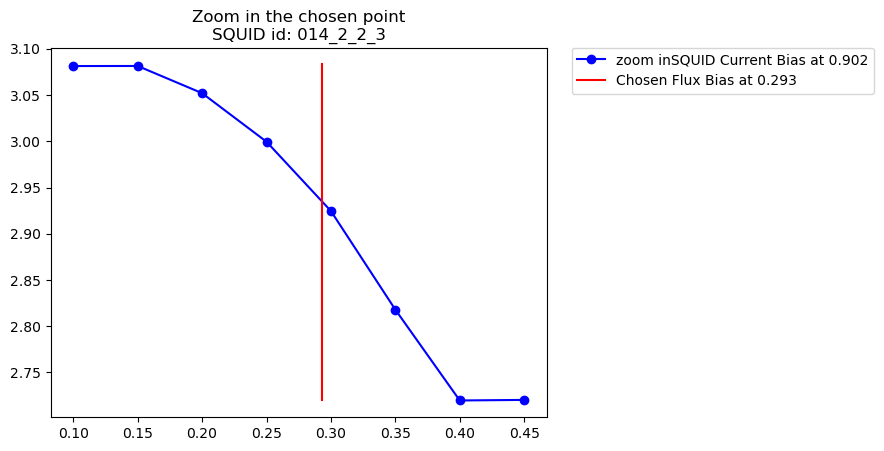 Zoom in the chosen point
SQUID id: 014_2_2_3
zoom inSQUID Current Bias at 0.902
Chosen Flux Bias at 0.293
3.10
3.05
3.00
2.95
2.90
2.85
2.80
2.75
0.10 0.15 0.20 0.25 0.30 0.35 0.40 0.45